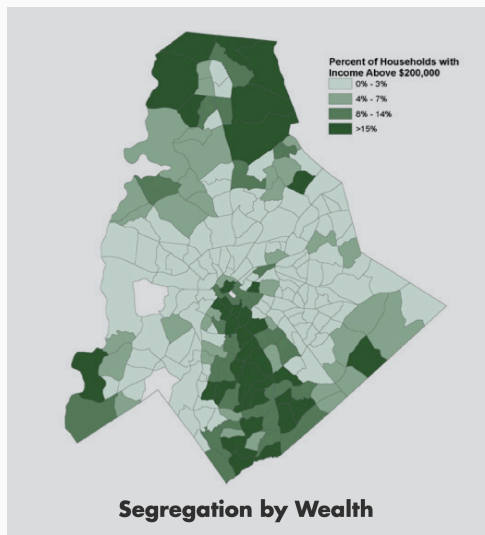 Percent of Households with
Income Above $200,000
0% - 3%
4% - 7%
8% - 14%
>15%
Segregation by Wealth